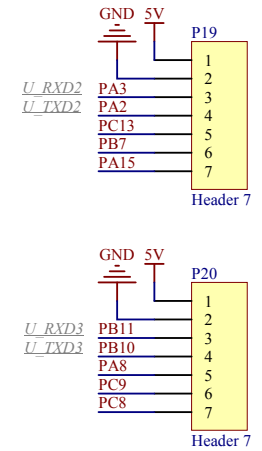 GND 5V
P19
1
2
U_RXD2 PA3 3
U_TXD2 PA2 4
PC13 5
PB7 6
PA15 7
Header 7
GND 5V
P20
1
2
U_RXD3 PB11 3
U_TXD3 PB10 4
PA8 5
PC9 6
PC8 7
Header 7